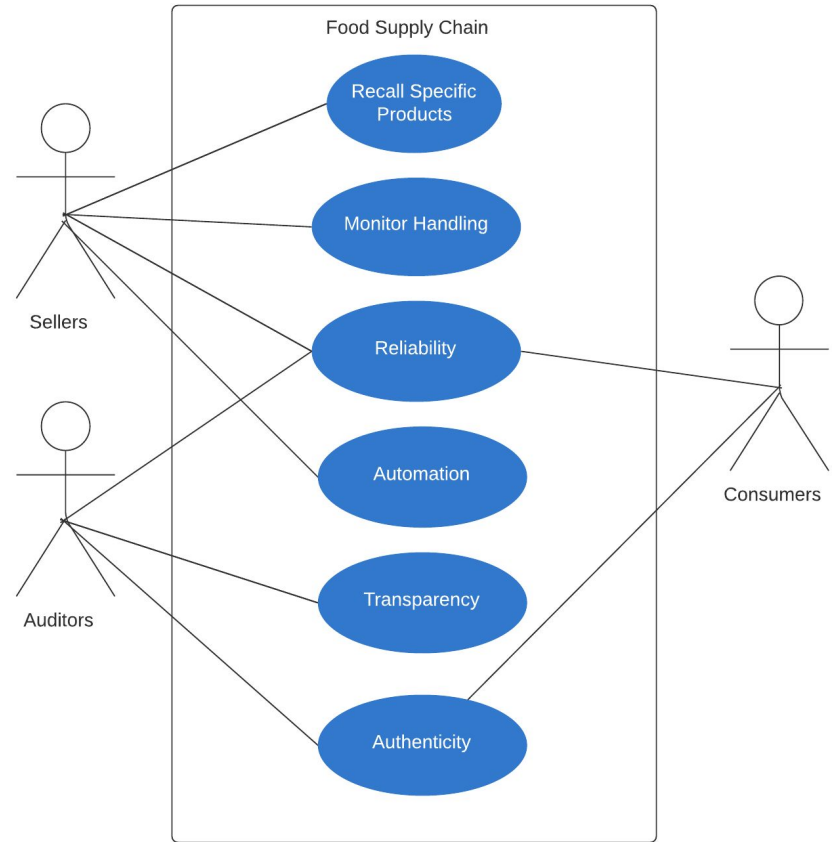 Food Supply Chain
Recall Specific
Products
Monitor Handling
Sellers
Reliability
Automation
Consumers
Transparency
Auditors
Authenticity